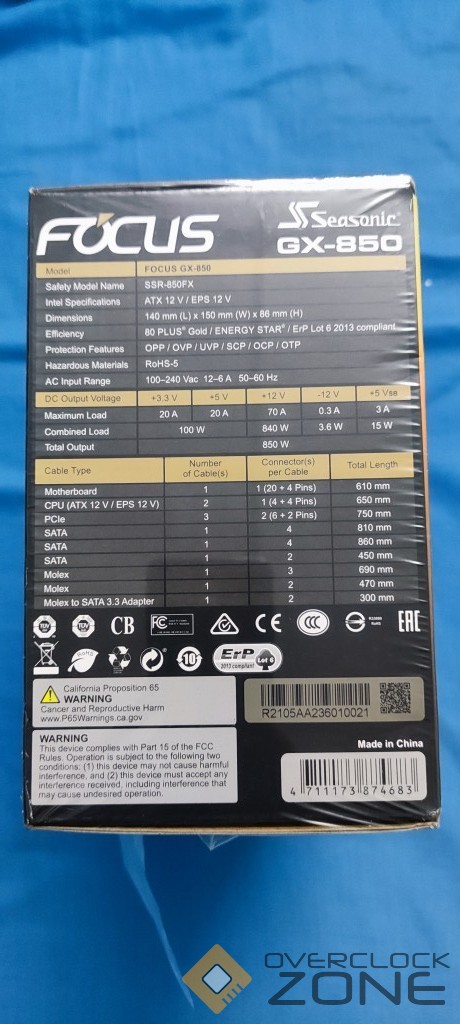 FOCUS
Seasonic
GX-850
Model FOCUS GX-850
Safety Model Name SSR-850FX
Intel Specifications ATX 12 V / EPS 12 V
Dimensions 140 mm (L) x 150 mm (W) x 86 mm (H)
Efficiency 80 PLUS® Gold / ENERGY STAR® / ErP Lot 6 2013 compliant
Protection Features OPP / OVP / UVP / SCP / OCP / OTP
Hazardous Materials RoHS-5
AC Input Range 100–240 Vac 12–6 A 50–60 Hz
DC Output Voltage +3.3 V +5 V +12 V -12 V +5 VSB
Maximum Load 20 A 20 A 70 A 0.3 A 3 A
Combined Load 100 W 840 W 3.6 W 15 W
Total Output 850 W
Cable Type Number of Cable(s) Connector(s) per Cable Total Length
Motherboard 1 1 (20 + 4 Pins) 610 mm
CPU (ATX 12 V / EPS 12 V) 2 1 (4 + 4 Pins) 650 mm
PCIe 3 2 (6 + 2 Pins) 750 mm
SATA 1 4 810 mm
SATA 1 4 860 mm
SATA 1 2 450 mm
Molex 1 3 690 mm
Molex 1 2 470 mm
Molex to SATA 3.3 Adapter 1 2 300 mm
CB FC CE CCC EAC
RoHS 10 ErP Lot 6
2013 compliant
California Proposition 65
WARNING
Cancer and Reproductive Harm
www.P65Warnings.ca.gov
R2105AA236010021
WARNING
This device complies with Part 15 of the FCC
Rules. Operation is subject to the following two
conditions: (1) this device may not cause harmful
interference, and (2) this device must accept any
interference received, including interference that
may cause undesired operation.
Made in China
4 711173 874683
OVERCLOCK
ZONE